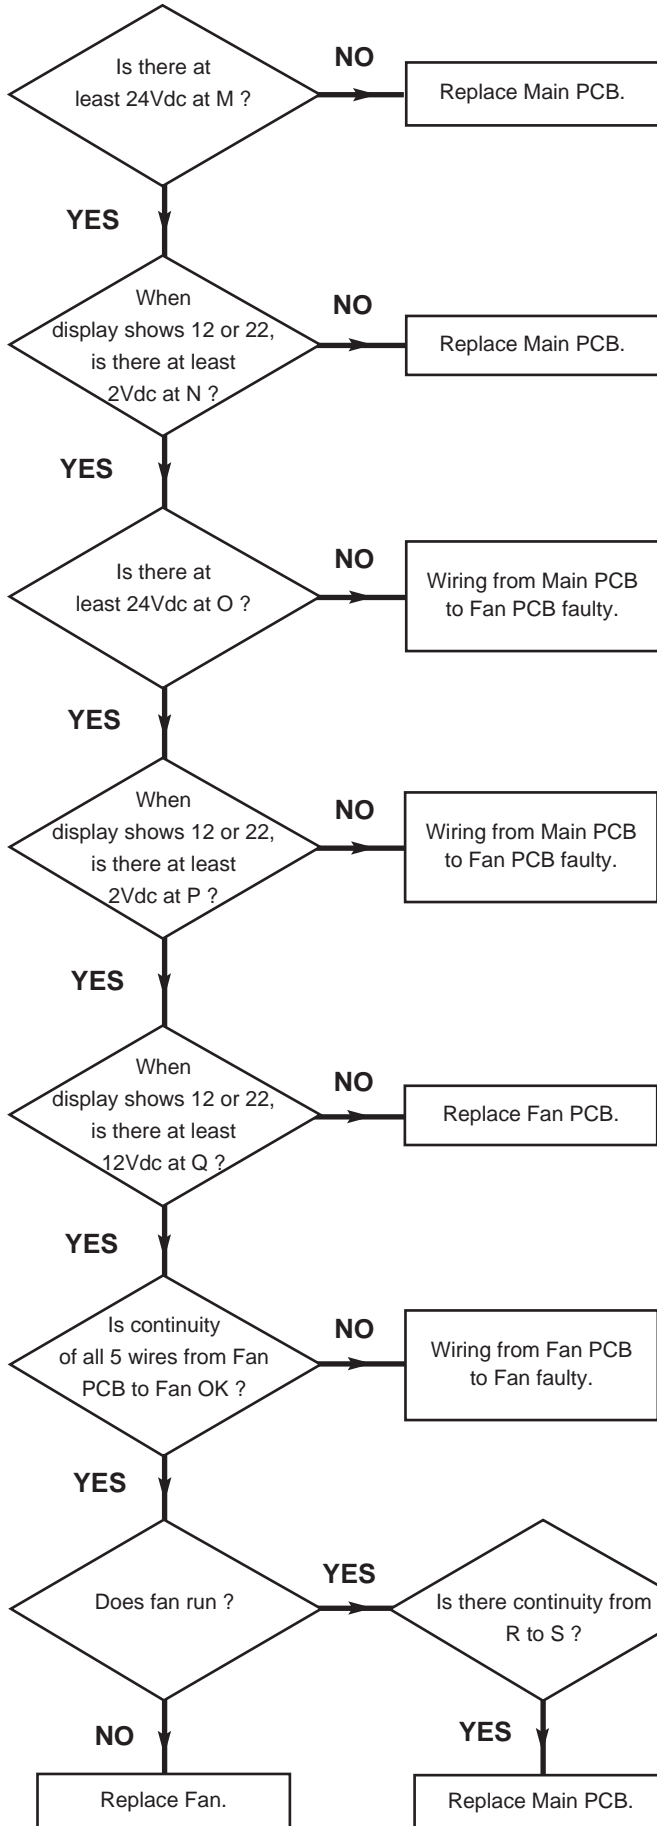 Is there at
least 24Vdc at M ?
NO
Replace Main PCB.
YES
When
display shows 12 or 22,
is there at least
2Vdc at N ?
NO
Replace Main PCB.
YES
Is there at
least 24Vdc at O ?
NO
Wiring from Main PCB
to Fan PCB faulty.
YES
When
display shows 12 or 22,
is there at least
2Vdc at P ?
NO
Wiring from Main PCB
to Fan PCB faulty.
YES
When
display shows 12 or 22,
is there at least
12Vdc at Q ?
NO
Replace Fan PCB.
YES
Is continuity
of all 5 wires from Fan
PCB to Fan OK ?
NO
Wiring from Fan PCB
to Fan faulty.
YES
Does fan run ?
YES
Is there continuity from
R to S ?
NO
Replace Fan.
YES
Replace Main PCB.